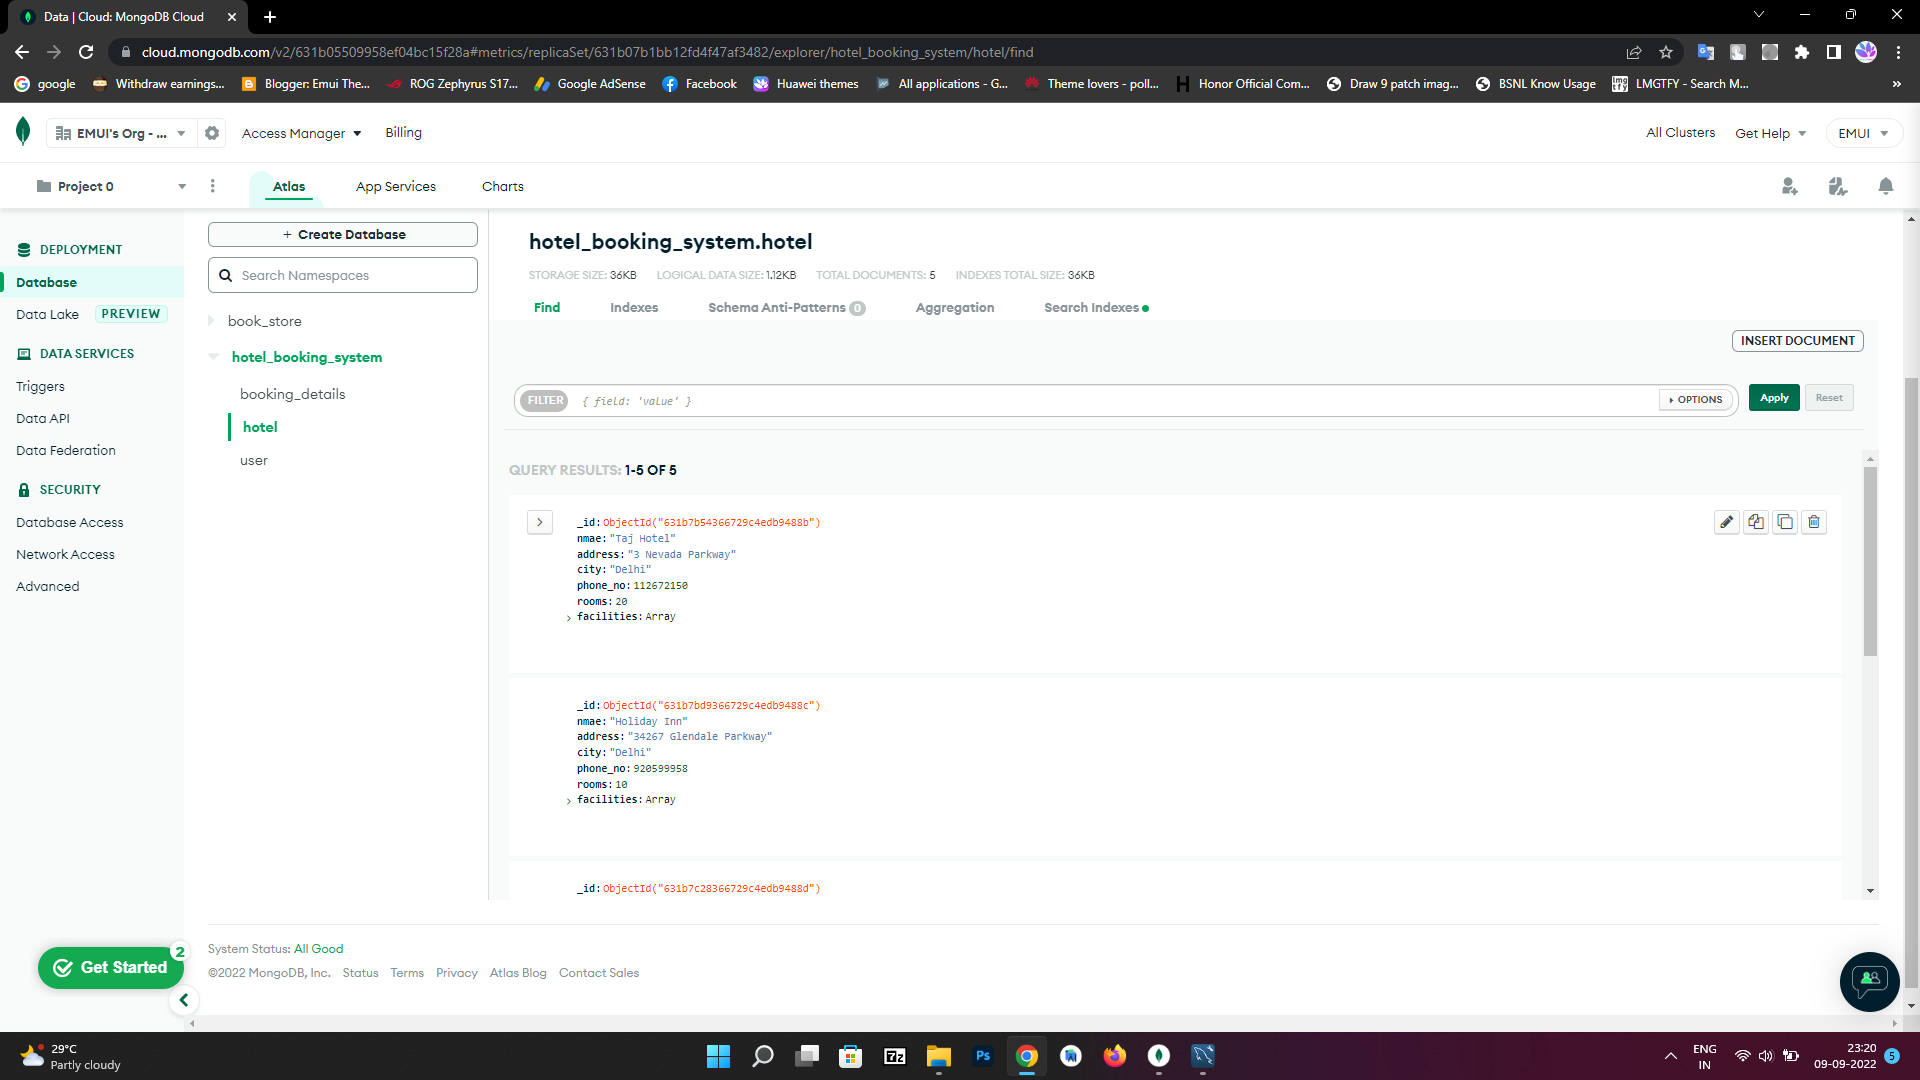 Data | Cloud: MongoDB Cloud
cloud.mongodb.com/v2/631b05509958ef04bc15f28a#metrics/replicaSet/631b07b1bb12fd4f47af3482/explorer/hotel_booking_system/hotel/find
google Withdraw earnings... Blogger: Emui The... ROG Zephyrus S17... Google AdSense Facebook Huawei themes All applications - G... Theme lovers - poll... Honor Official Com... Draw 9 patch imag... BSNL Know Usage LMGTFY - Search M... »
EMUI's Org - ... Access Manager Billing All Clusters Get Help EMUI
Project 0 Atlas App Services Charts
DEPLOYMENT
Database
Data Lake PREVIEW
DATA SERVICES
Triggers
Data API
Data Federation
SECURITY
Database Access
Network Access
Advanced
+ Create Database
Search Namespaces
book_store
hotel_booking_system
booking_details
hotel
user
hotel_booking_system.hotel
STORAGE SIZE: 36KB LOGICAL DATA SIZE: 1.12KB TOTAL DOCUMENTS: 5 INDEXES TOTAL SIZE: 36KB
Find Indexes Schema Anti-Patterns 0 Aggregation Search Indexes
INSERT DOCUMENT
FILTER { field: 'value' } OPTIONS Apply Reset
QUERY RESULTS: 1-5 OF 5
_id: ObjectId("631b7b54366729c4edb9488b")
nmae: "Taj Hotel"
address: "3 Nevada Parkway"
city: "Delhi"
phone_no: 112672150
rooms: 20
facilities: Array
_id: ObjectId("631b7bd9366729c4edb9488c")
nmae: "Holiday Inn"
address: "34267 Glendale Parkway"
city: "Delhi"
phone_no: 920599958
rooms: 10
facilities: Array
_id: ObjectId("631b7c28366729c4edb9488d")
System Status: All Good
©2022 MongoDB, Inc. Status Terms Privacy Atlas Blog Contact Sales
Get Started 2
29°C
Partly cloudy
7z
Ps
ENG
IN
23:20
09-09-2022
5